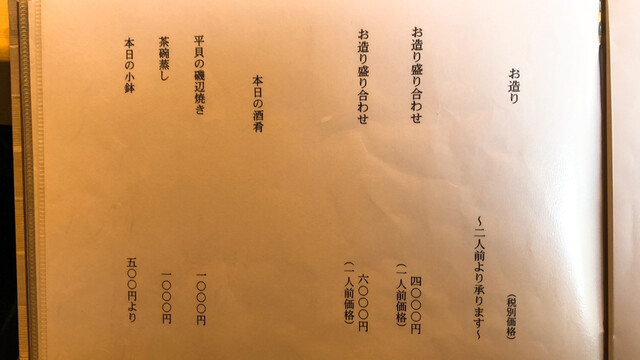 お造り
(税別価格)
〜二人前より承ります〜
お造り盛り合わせ
四〇〇〇円
(一人前価格)
お造り盛り合わせ
六〇〇〇円
(一人前価格)
本日の酒肴
平貝の磯辺焼き
一〇〇〇円
茶碗蒸し
一〇〇〇円
本日の小鉢
五〇〇円より